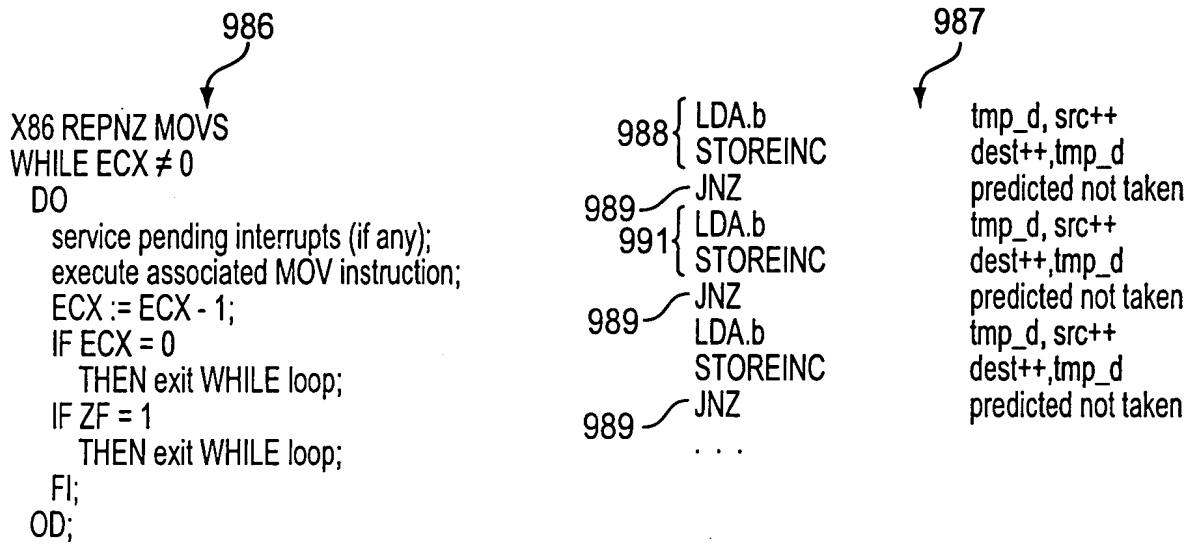 986
X86 REPNZ MOVS
WHILE ECX ≠ 0
DO
service pending interrupts (if any);
execute associated MOV instruction;
ECX := ECX - 1;
IF ECX = 0
THEN exit WHILE loop;
IF ZF = 1
THEN exit WHILE loop;
FI;
OD;
987
988 LDA.b tmp_d, src++
STOREINC dest++,tmp_d
989 JNZ predicted not taken
991 LDA.b tmp_d, src++
STOREINC dest++,tmp_d
989 JNZ predicted not taken
LDA.b tmp_d, src++
STOREINC dest++,tmp_d
989 JNZ predicted not taken
. . .